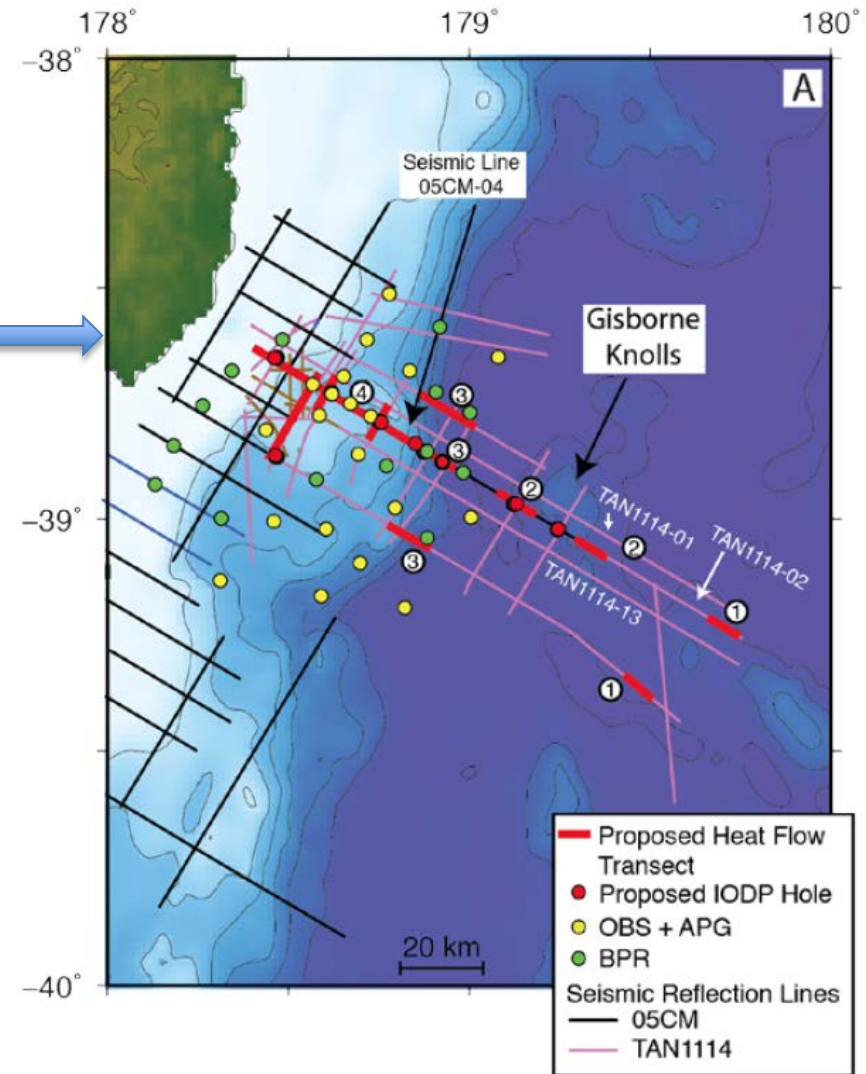 178°
179°
180°
−38°
A
Seismic Line
05CM-04
Gisborne
Knolls
4
3
3
2
−39°
TAN1114-01
2
TAN1114-02
3
TAN1114-13
1
1
Proposed Heat Flow
Transect
Proposed IODP Hole
OBS + APG
BPR
20 km
−40°
Seismic Reflection Lines
05CM
TAN1114